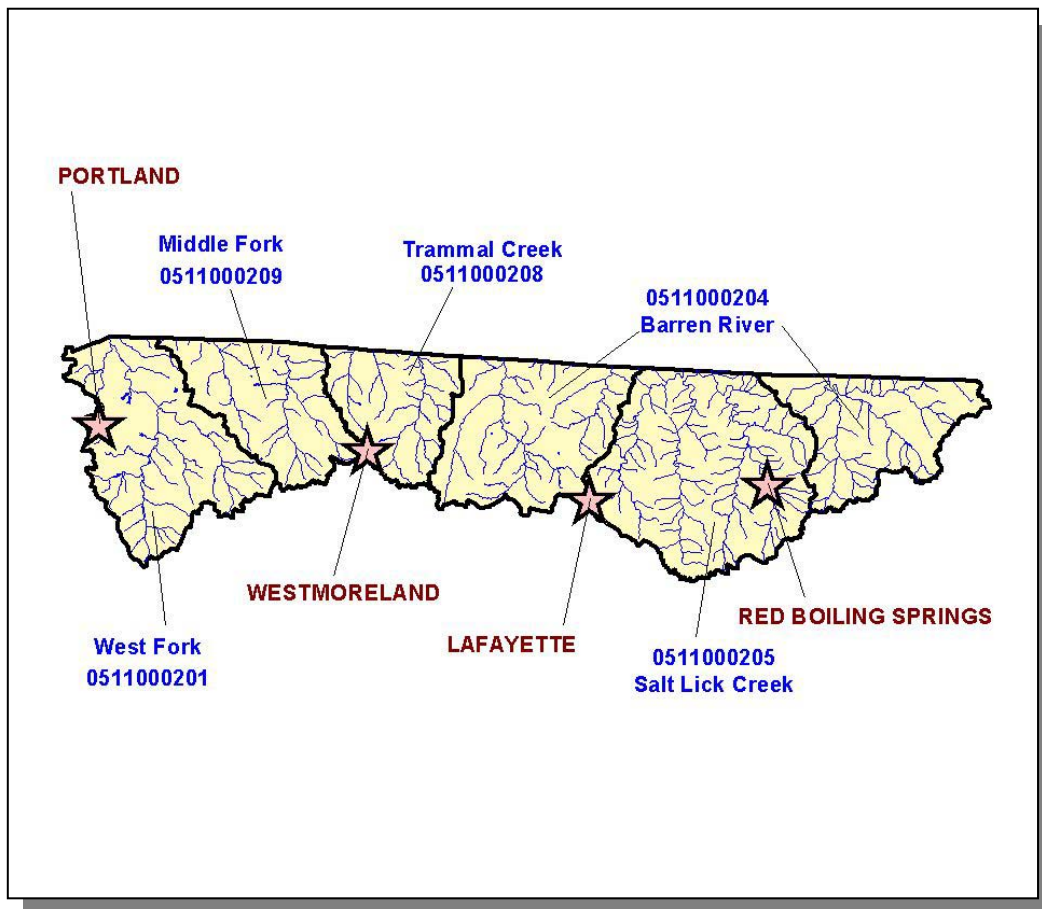 PORTLAND
Middle Fork
0511000209
Trammal Creek
0511000208
0511000204
Barren River
WESTMORELAND
LAFAYETTE
RED BOILING SPRINGS
West Fork
0511000201
0511000205
Salt Lick Creek